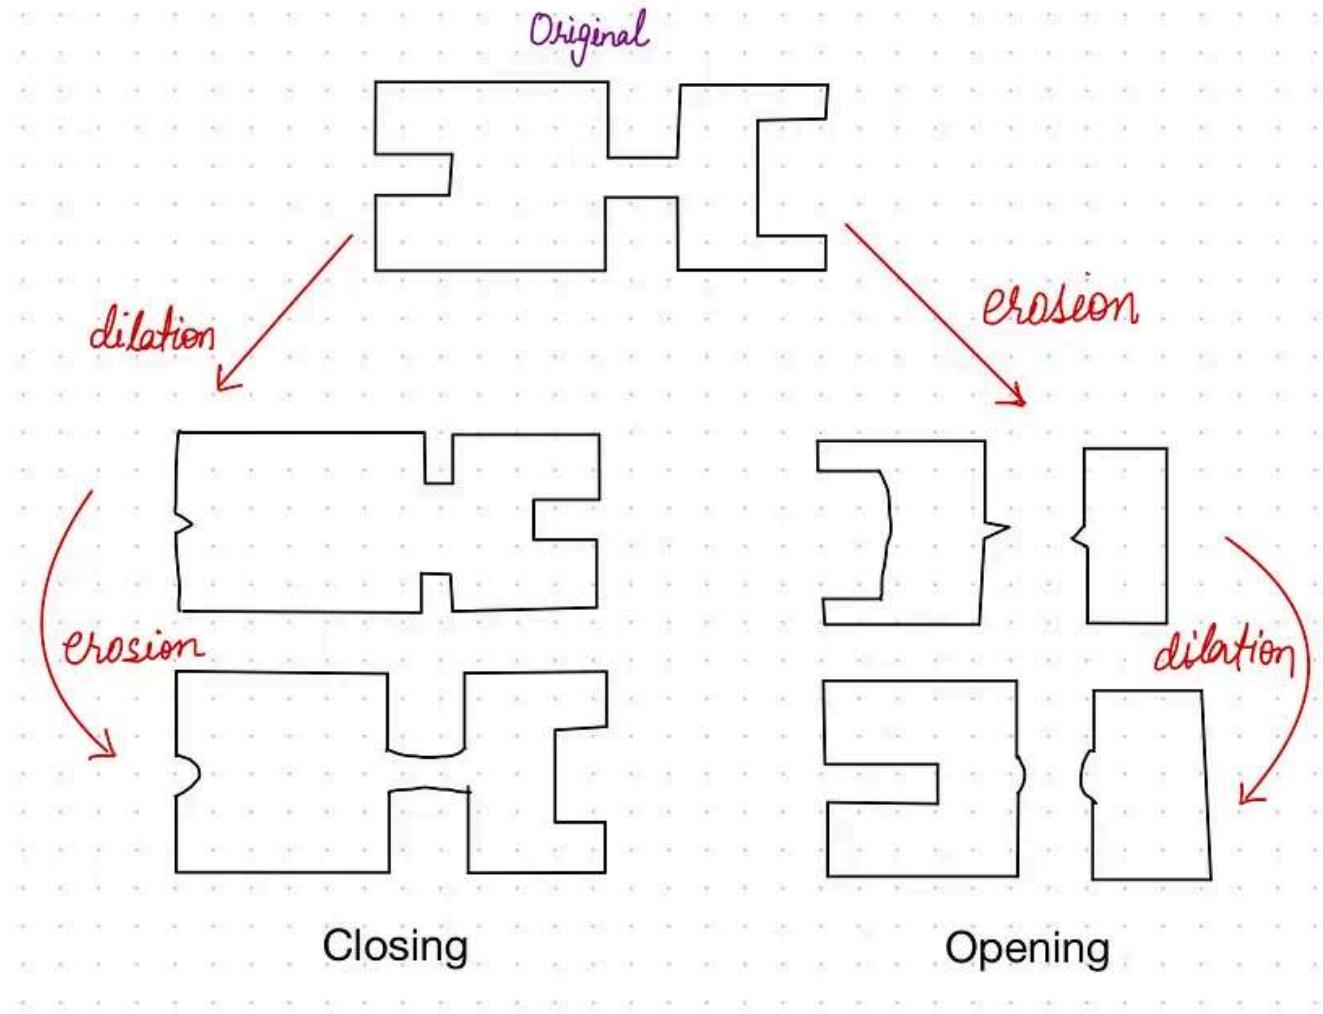 Original
dilation
erosion
erosion
dilation
Closing
Opening